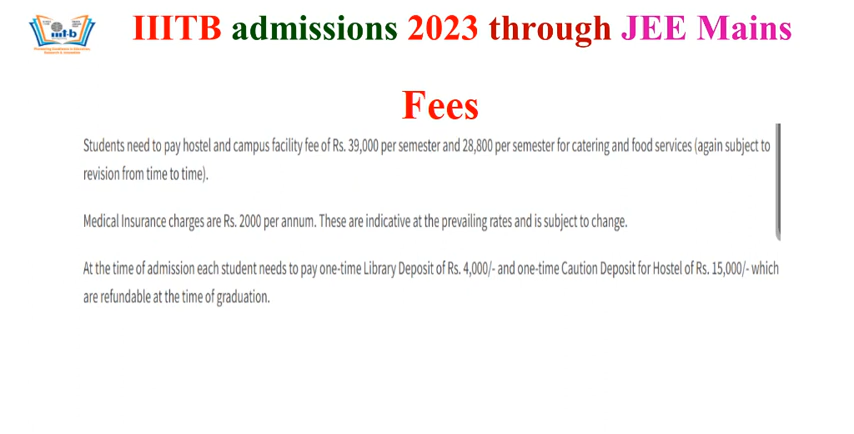 iiit-b
IIITB admissions 2023 through JEE Mains
Fees
Students need to pay hostel and campus facility fee of Rs. 39,000 per semester and 28,800 per semester for catering and food services (again subject to
revision from time to time).
Medical Insurance charges are Rs. 2000 per annum. These are indicative at the prevailing rates and is subject to change.
At the time of admission each student needs to pay one-time Library Deposit of Rs. 4,000/- and one-time Caution Deposit for Hostel of Rs. 15,000/- which
are refundable at the time of graduation.